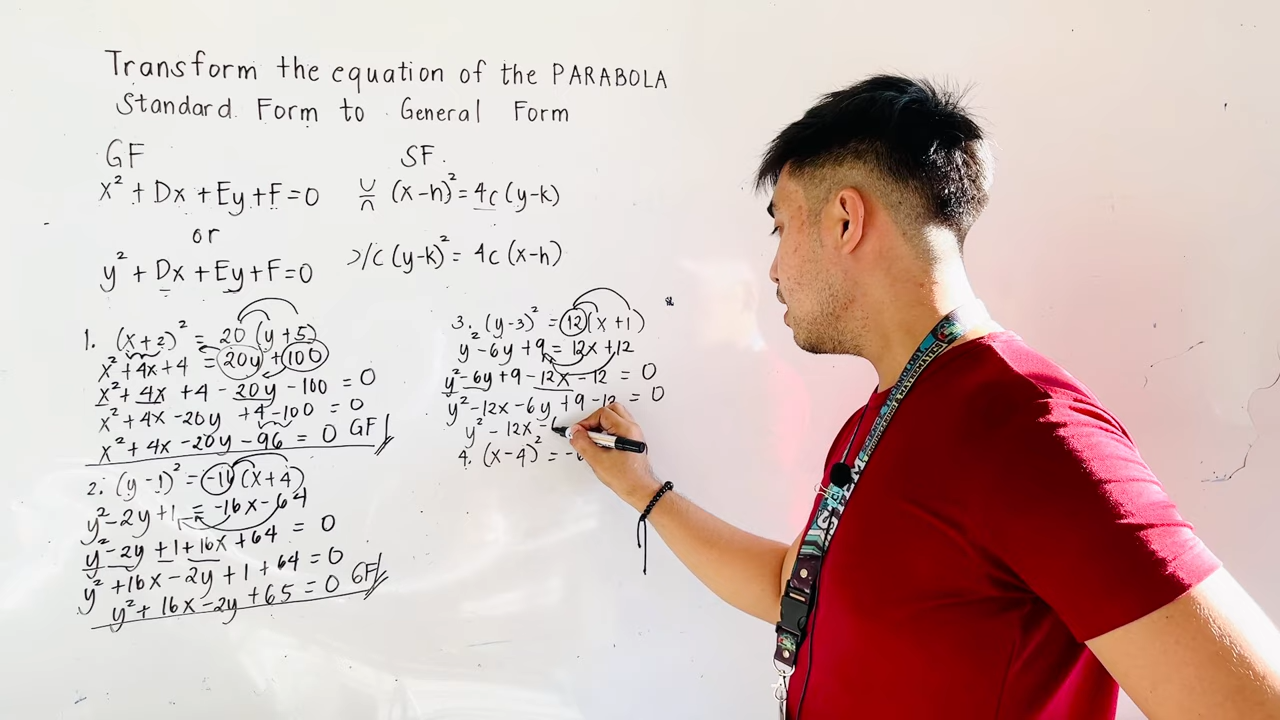 Transform the equation of the PARABOLA
Standard Form to General Form
GF
x² + Dx + Ey + F = 0
or
y² + Dx + Ey + F = 0
SF.
(x-h)² = 4c (y-k)
(y-k)² = 4c (x-h)
1. (x+2)² = 20 (y+5)
x² + 4x + 4 = 20y + 100
x² + 4x + 4 - 20y - 100 = 0
x² + 4x - 20y + 4 - 100 = 0
x² + 4x - 20y - 96 = 0 GF
2. (y-1)² = -16 (x+4)
y² - 2y + 1 = -16x - 64
y² - 2y + 1 + 16x + 64 = 0
y² + 16x - 2y + 1 + 64 = 0
y² + 16x - 2y + 65 = 0 GF
3. (y-3)² = 12 (x+1)
y² - 6y + 9 = 12x + 12
y² - 6y + 9 - 12x - 12 = 0
y² - 12x - 6y + 9 - 12 = 0
y² - 12x -
4. (x-4)² = -